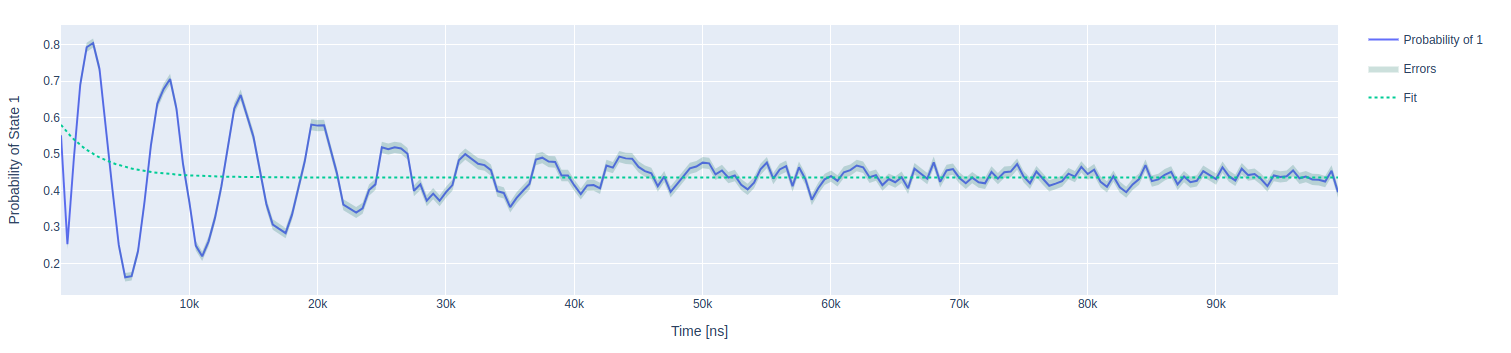 0.8
0.7
0.6
0.5
0.4
0.3
0.2
Probability of State 1
10k 20k 30k 40k 50k 60k 70k 80k 90k
Time [ns]
Probability of 1
Errors
Fit